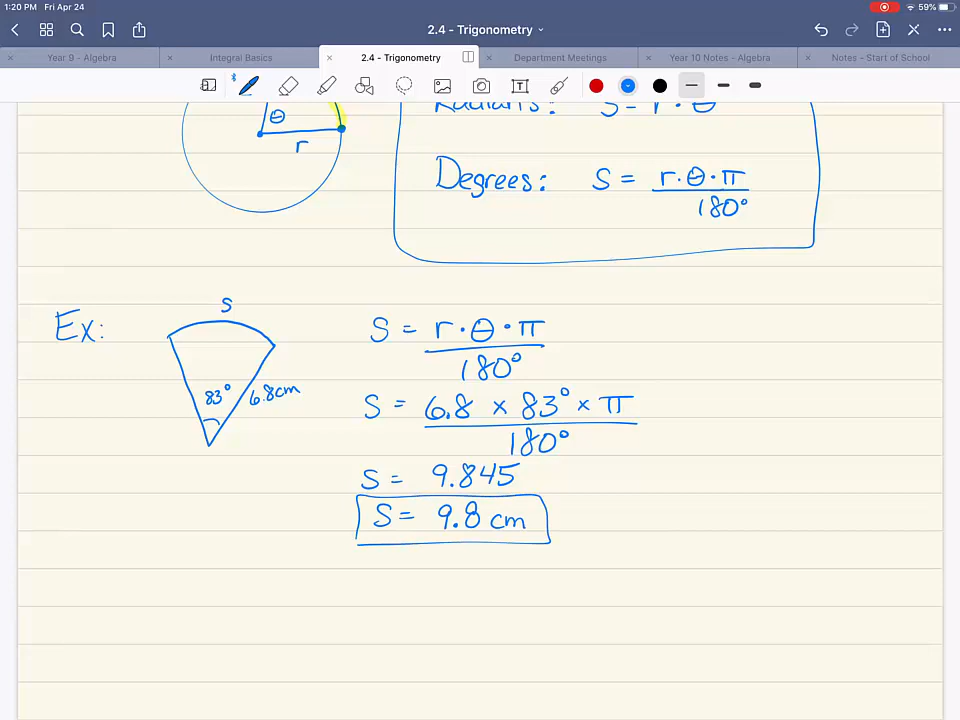 1:20 PM Fri Apr 24
59%
2.4 - Trigonometry
Year 9 - Algebra
Integral Basics
2.4 - Trigonometry
Department Meetings
Year 10 Notes - Algebra
Notes - Start of School
θ
r
Radians: S = r · θ
Degrees: S = r·θ·π
180°
Ex:
S
83°
6.8cm
S = r·θ·π
180°
S = 6.8 × 83° × π
180°
S = 9.845
S = 9.8 cm